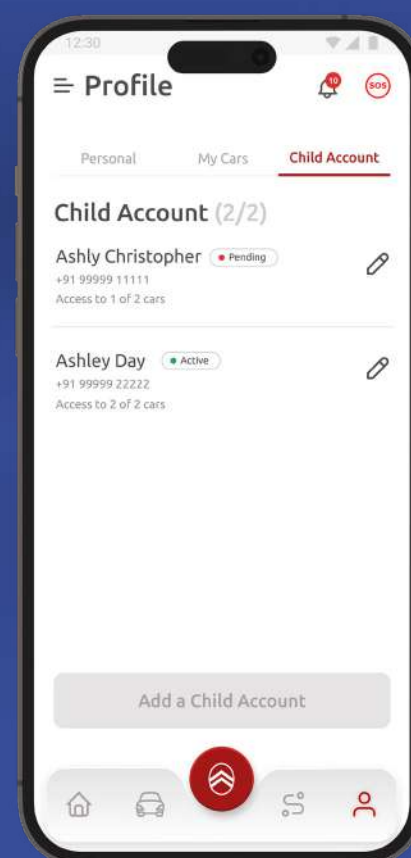 12:30
Profile
10
SOS
Personal My Cars Child Account
Child Account (2/2)
Ashly Christopher Pending
+91 99999 11111
Access to 1 of 2 cars
Ashley Day Active
+91 99999 22222
Access to 2 of 2 cars
Add a Child Account